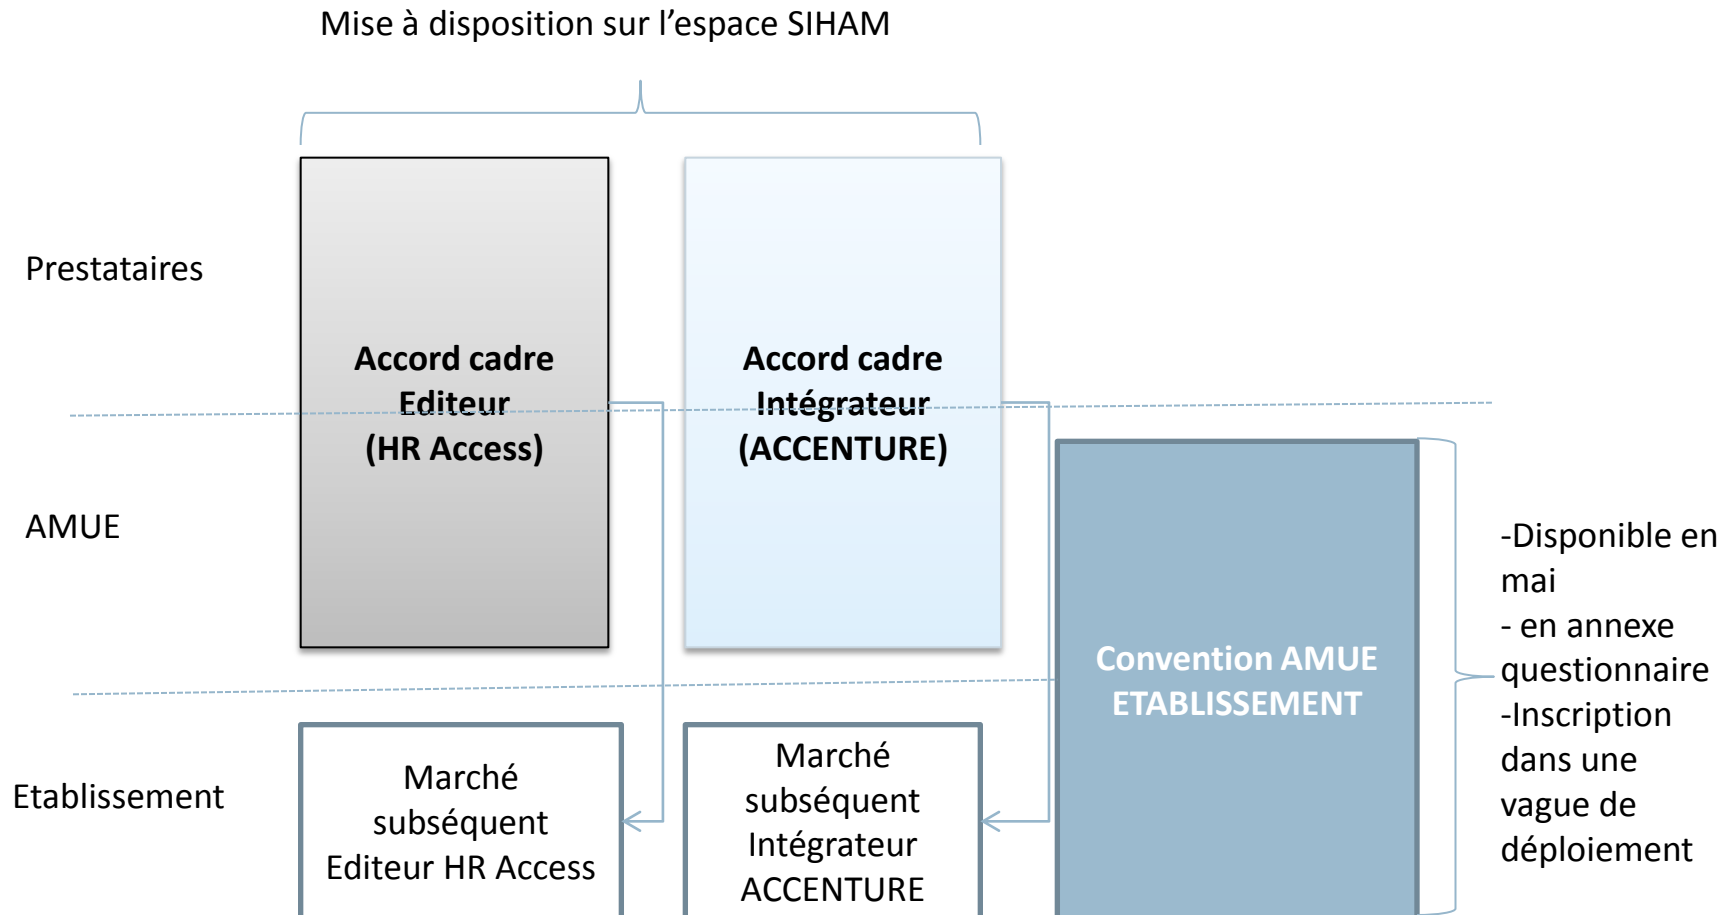 Mise à disposition sur l’espace SIHAM
Prestataires
Accord cadre
Editeur
(HR Access)
Accord cadre
Intégrateur
(ACCENTURE)
AMUE
Convention AMUE
ETABLISSEMENT
-Disponible en
mai
- en annexe
questionnaire
-Inscription
dans une
vague de
déploiement
Etablissement
Marché
subséquent
Editeur HR Access
Marché
subséquent
Intégrateur
ACCENTURE